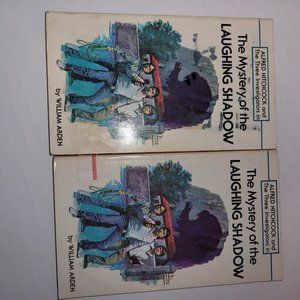 ALFRED HITCHCOCK and
The Three Investigators in
The Mystery of the
LAUGHING SHADOW
by WILLIAM ARDEN
ALFRED HITCHCOCK and
The Three Investigators in
The Mystery of the
LAUGHING SHADOW
by WILLIAM ARDEN